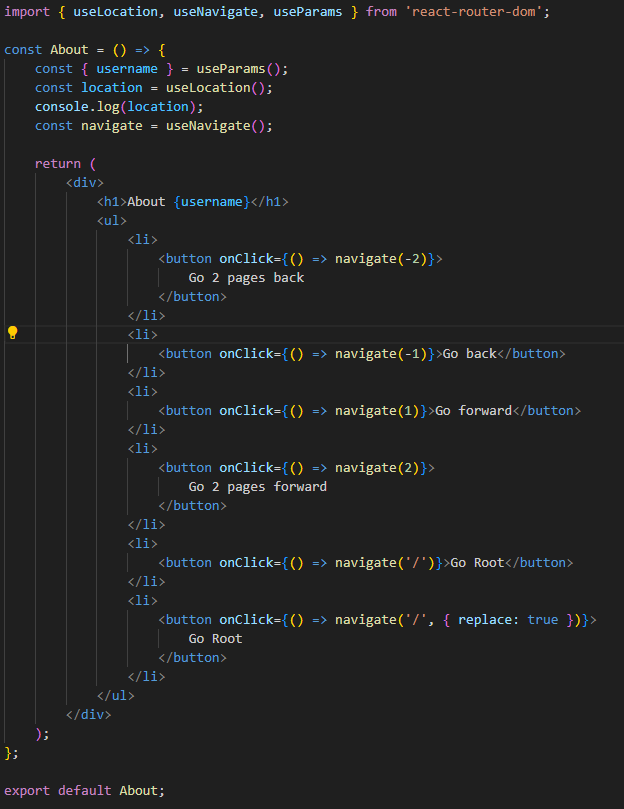 import { useLocation, useNavigate, useParams } from 'react-router-dom';

const About = () => {
    const { username } = useParams();
    const location = useLocation();
    console.log(location);
    const navigate = useNavigate();

    return (
        <div>
            <h1>About {username}</h1>
            <ul>
                <li>
                    <button onClick={() => navigate(-2)}>
                        Go 2 pages back
                    </button>
                </li>
                <li>
                    <button onClick={() => navigate(-1)}>Go back</button>
                </li>
                <li>
                    <button onClick={() => navigate(1)}>Go forward</button>
                </li>
                <li>
                    <button onClick={() => navigate(2)}>
                        Go 2 pages forward
                    </button>
                </li>
                <li>
                    <button onClick={() => navigate('/')}>Go Root</button>
                </li>
                <li>
                    <button onClick={() => navigate('/', { replace: true })}>
                        Go Root
                    </button>
                </li>
            </ul>
        </div>
    );
};

export default About;